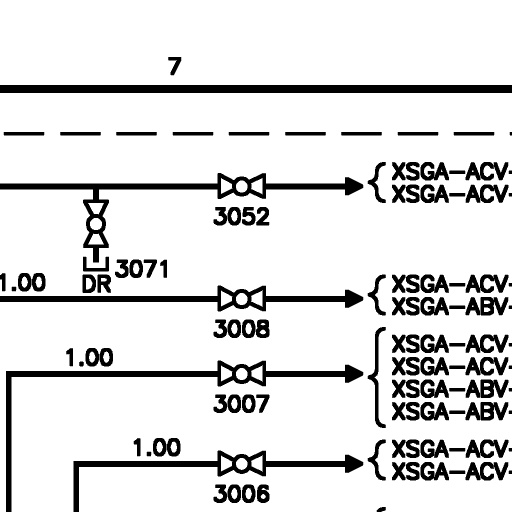 7
XSGA-ACV-
XSGA-ACV-
3052
3071
DR
1.00
XSGA-ACV-
XSGA-ABV-
3008
XSGA-ACV-
1.00
XSGA-ACV-
XSGA-ABV-
3007
XSGA-ABV-
1.00
XSGA-ACV-
XSGA-ACV-
3006